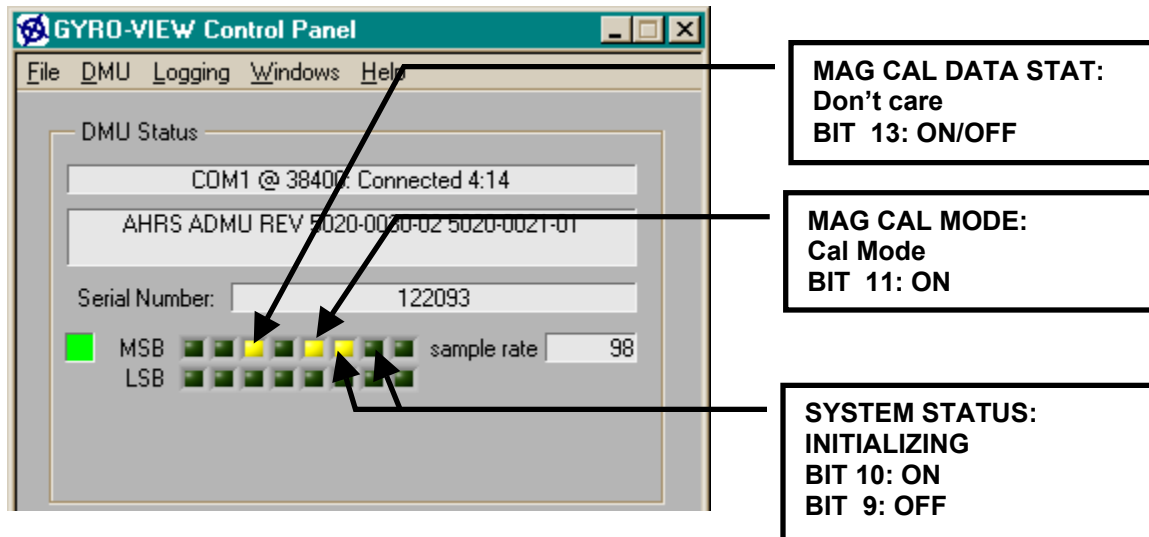 GYRO-VIEW Control Panel
File DMU Logging Windows Help
DMU Status
COM1 @ 38400: Connected 4:14
AHRS ADMU REV 5020-0030-02 5020-0021-01
Serial Number: 122093
MSB sample rate 98
LSB
MAG CAL DATA STAT:
Don’t care
BIT 13: ON/OFF
MAG CAL MODE:
Cal Mode
BIT 11: ON
SYSTEM STATUS:
INITIALIZING
BIT 10: ON
BIT 9: OFF